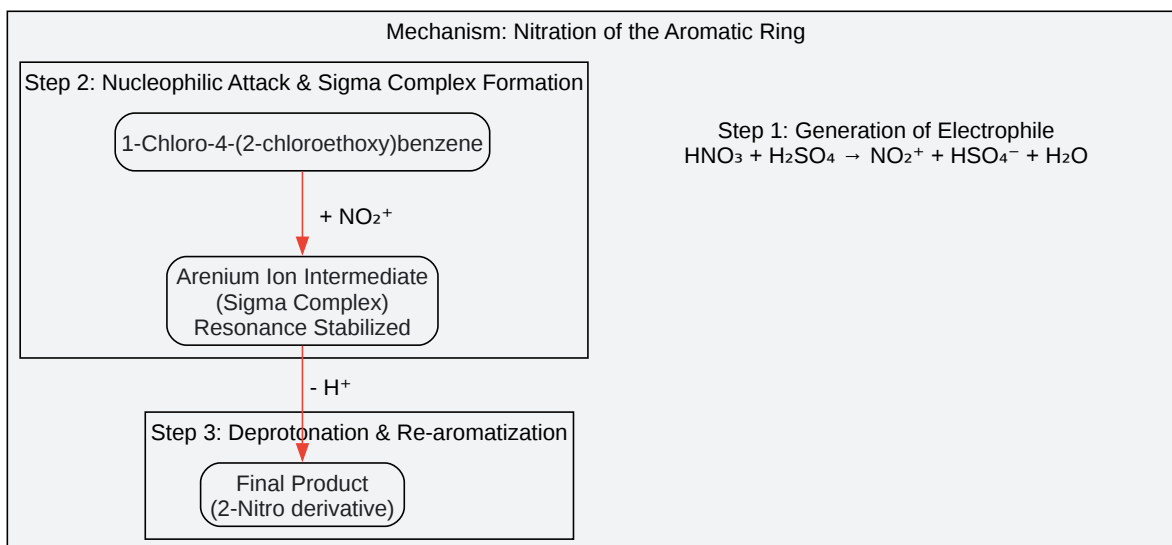 Mechanism: Nitration of the Aromatic Ring
Step 2: Nucleophilic Attack & Sigma Complex Formation
1-Chloro-4-(2-chloroethoxy)benzene
+ NO₂⁺
Arenium Ion Intermediate
(Sigma Complex)
Resonance Stabilized
- H⁺
Step 3: Deprotonation & Re-aromatization
Final Product
(2-Nitro derivative)
Step 1: Generation of Electrophile
HNO₃ + H₂SO₄ → NO₂⁺ + HSO₄⁻ + H₂O